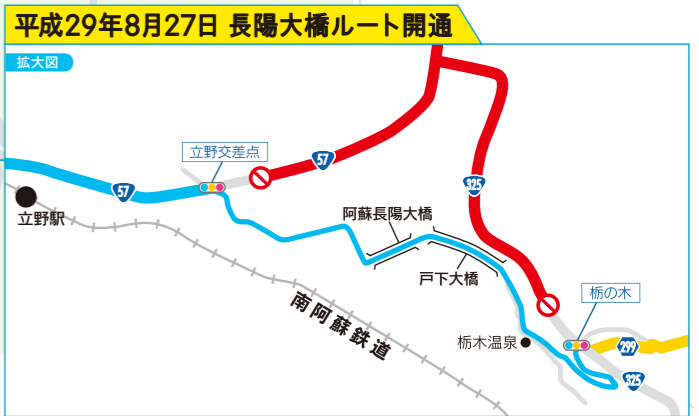 平成29年8月27日 長陽大橋ルート開通
拡大図
立野交差点
57
57
立野駅
325
阿蘇長陽大橋
戸下大橋
南阿蘇鉄道
栃の木
栃木温泉
299
325